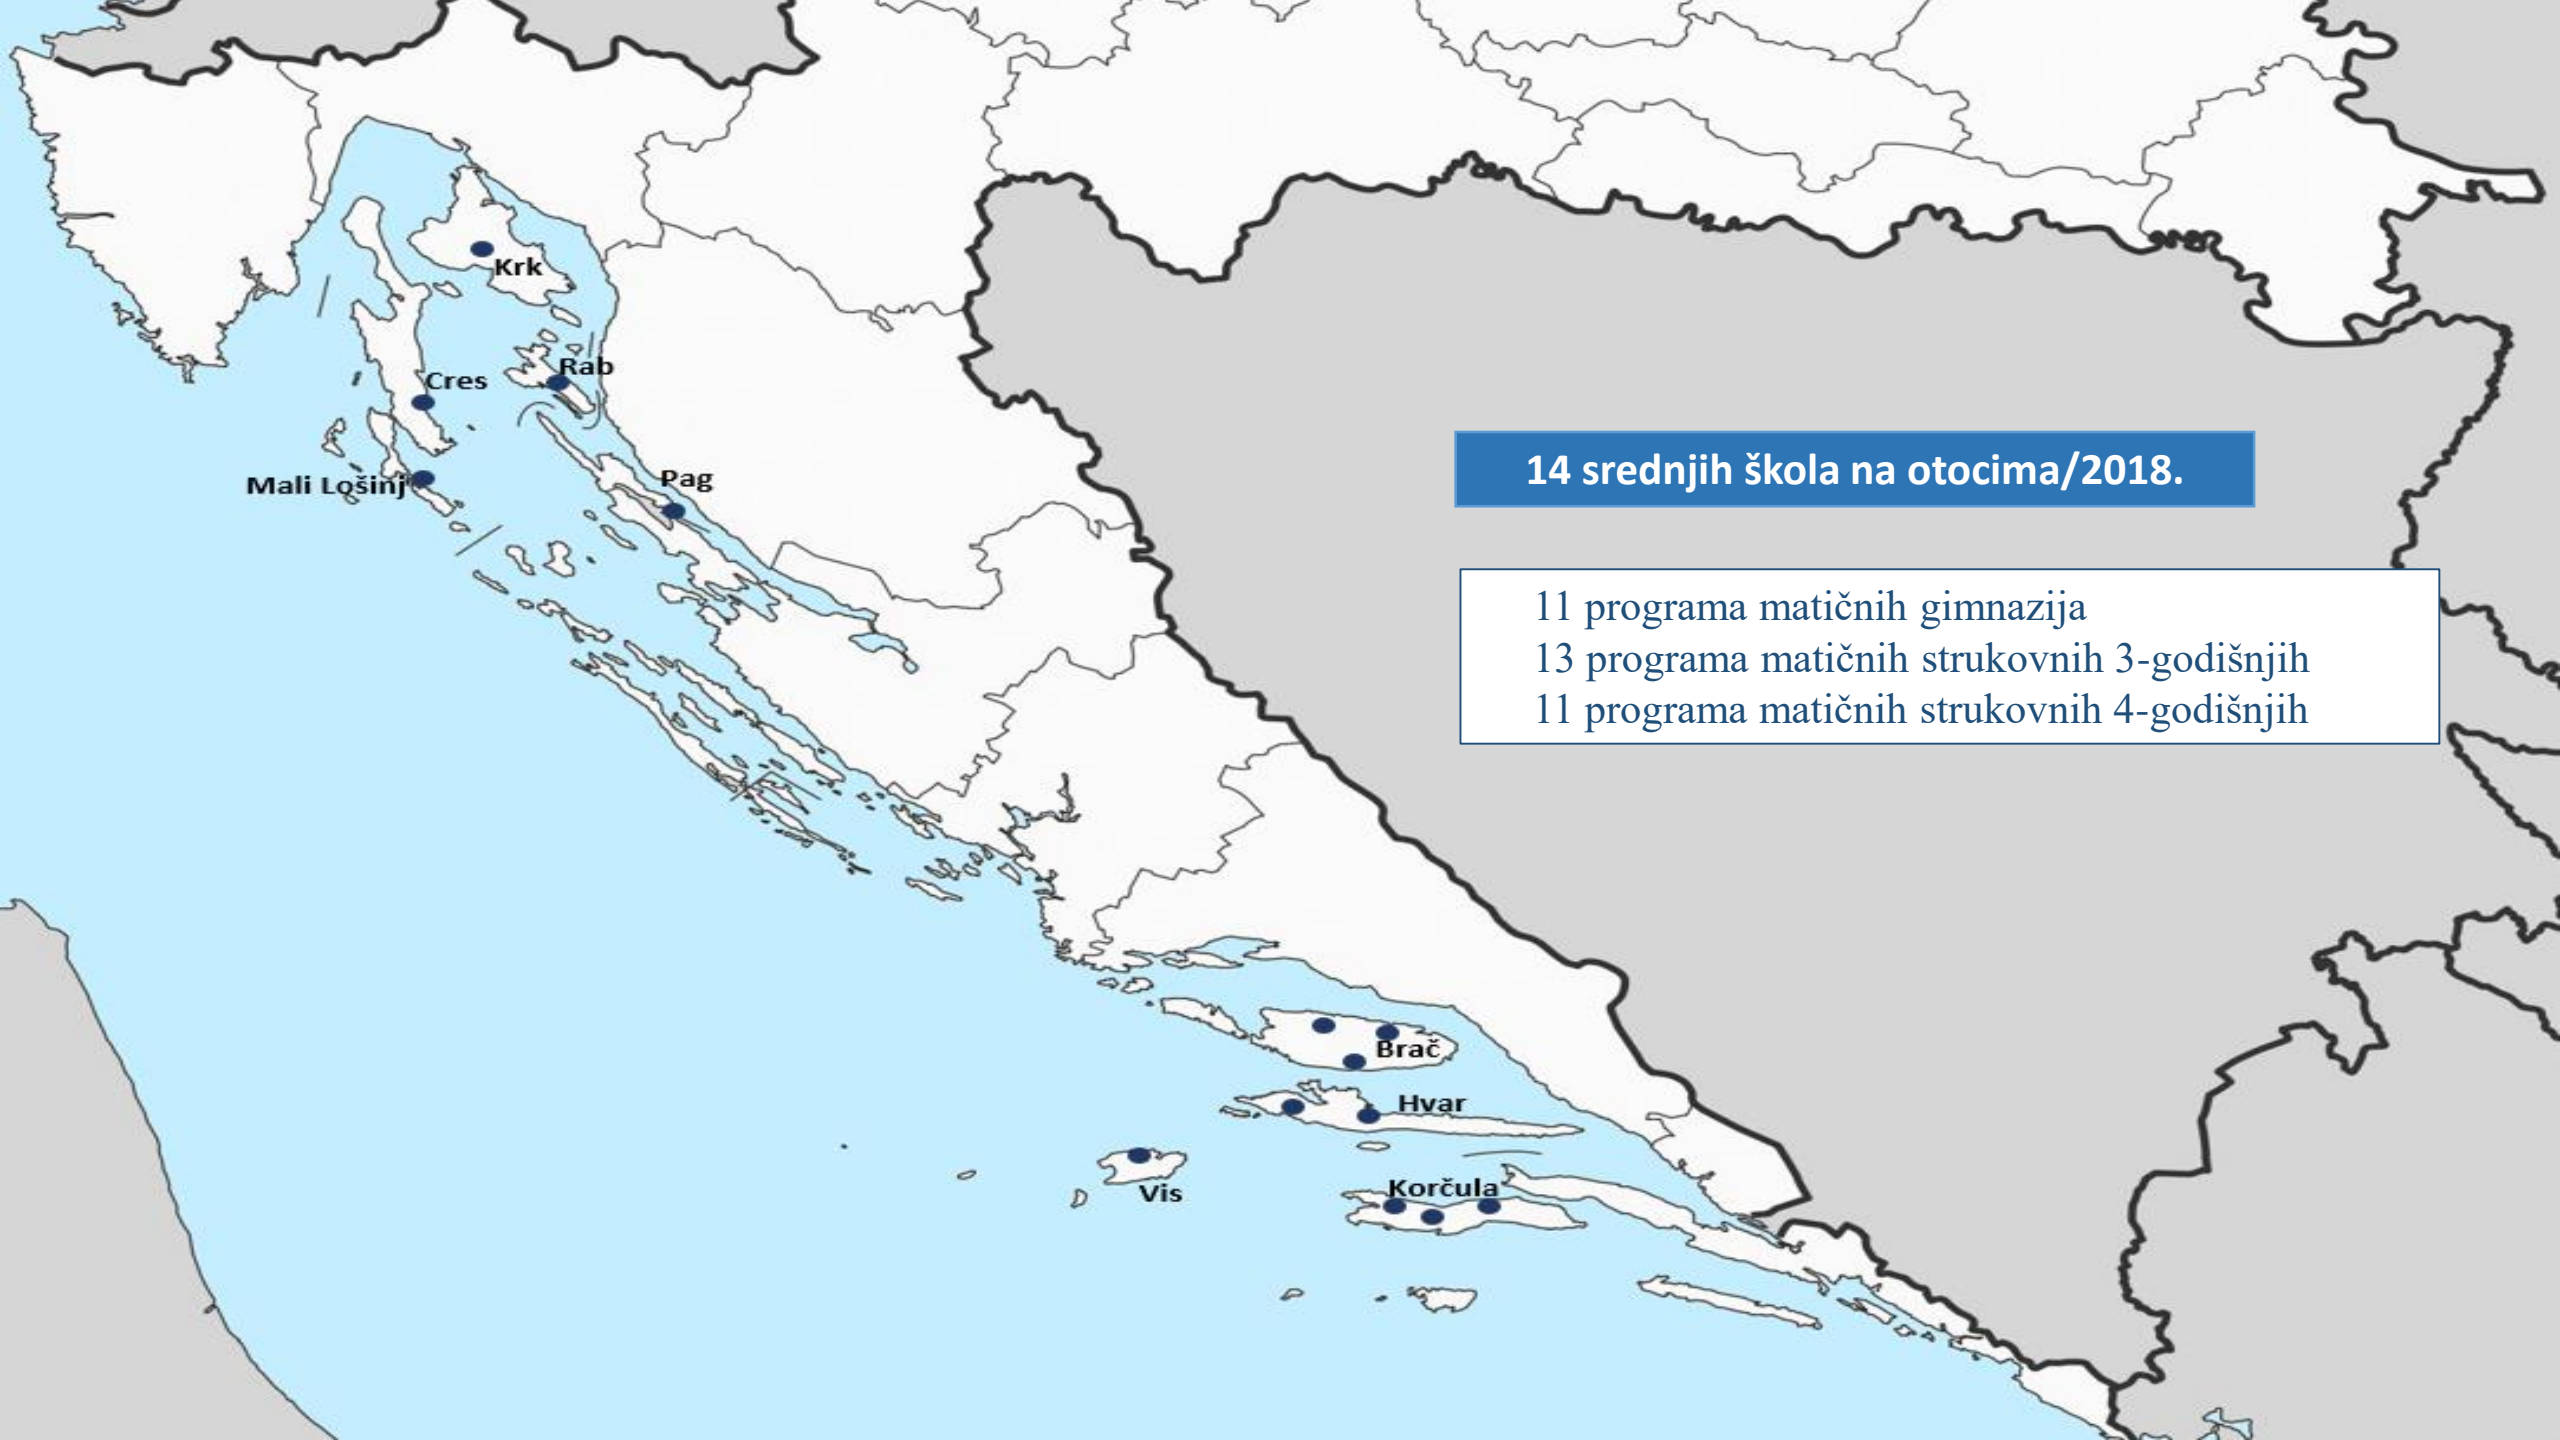 Krk
Rab
Cres
Mali Lošinj
Pag
14 srednjih škola na otocima/2018.
11 programa matičnih gimnazija
13 programa matičnih strukovnih 3-godišnjih
11 programa matičnih strukovnih 4-godišnjih
Brač
Hvar
Vis
Korčula